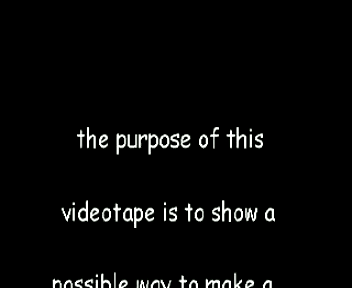 the purpose of this
videotape is to show a
possible way to make a